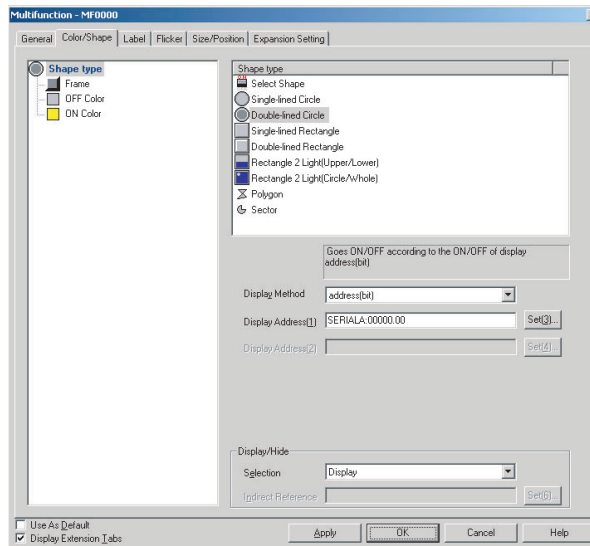 Multifunction - MF0000
General Color/Shape Label Flicker Size/Position Expansion Setting
Shape type
Frame
OFF Color
ON Color
Shape type
Select Shape
Single-lined Circle
Double-lined Circle
Single-lined Rectangle
Double-lined Rectangle
Rectangle 2 Light(Upper/Lower)
Rectangle 2 Light(Circle/Whole)
Polygon
Sector
Goes ON/OFF according to the ON/OFF of display
address(bit)
Display Method address(bit)
Display Address(1) SERIALA:00000.00 Set(3)...
Display Address(2) Set(4)...
Display/Hide
Selection Display
Indirect Reference Set(6)...
Use As Default
Display Extension Tabs
Apply OK Cancel Help